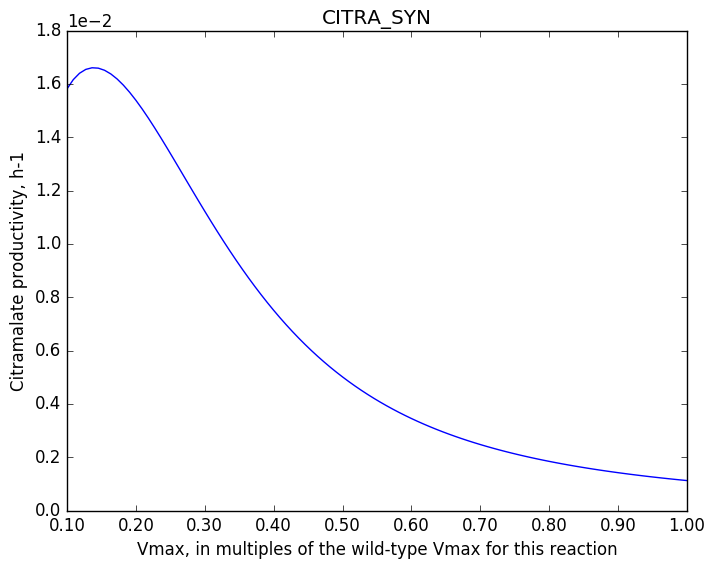 CITRA_SYN
1e−2
1.8
1.6
1.4
1.2
1.0
0.8
0.6
0.4
0.2
0.0
Citramalate productivity, h-1
0.10 0.20 0.30 0.40 0.50 0.60 0.70 0.80 0.90 1.00
Vmax, in multiples of the wild-type Vmax for this reaction